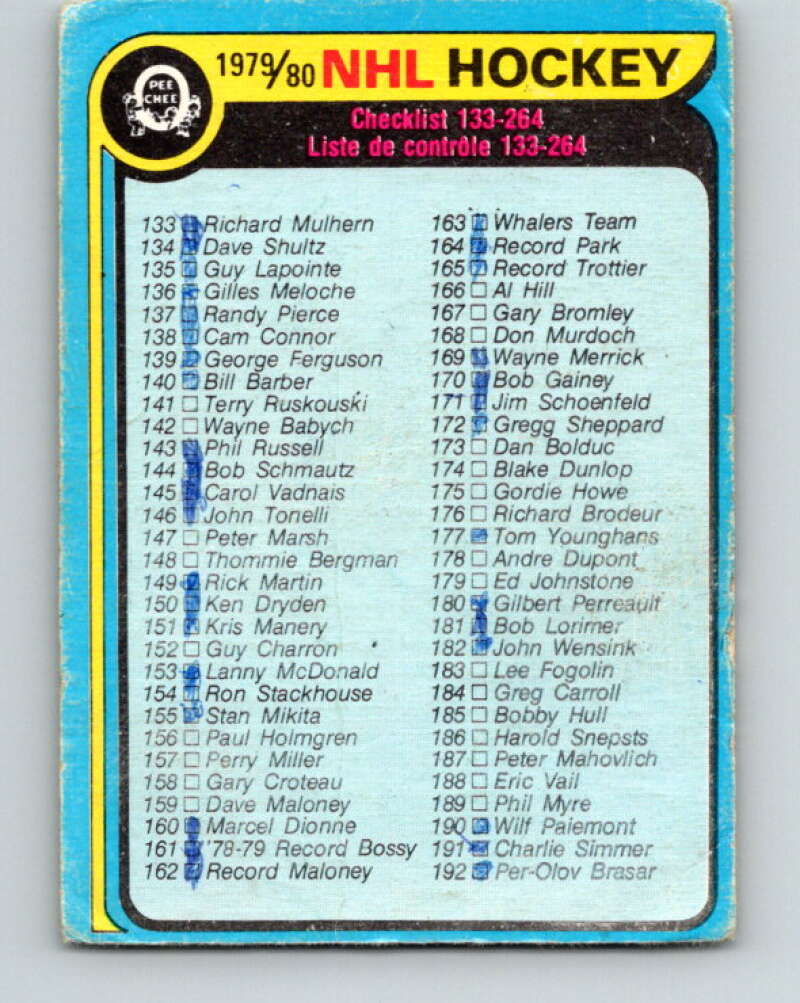 PEE
CHEE
1979/80 NHL HOCKEY
Checklist 133-264
Liste de contrôle 133-264
133 Richard Mulhern
134 Dave Shultz
135 Guy Lapointe
136 Gilles Meloche
137 Randy Pierce
138 Cam Connor
139 George Ferguson
140 Bill Barber
141 Terry Ruskouski
142 Wayne Babych
143 Phil Russell
144 Bob Schmautz
145 Carol Vadnais
146 John Tonelli
147 Peter Marsh
148 Thommie Bergman
149 Rick Martin
150 Ken Dryden
151 Kris Manery
152 Guy Charron
153 Lanny McDonald
154 Ron Stackhouse
155 Stan Mikita
156 Paul Holmgren
157 Perry Miller
158 Gary Croteau
159 Dave Maloney
160 Marcel Dionne
161 '78-79 Record Bossy
162 Record Maloney
163 Whalers Team
164 Record Park
165 Record Trottier
166 Al Hill
167 Gary Bromley
168 Don Murdoch
169 Wayne Merrick
170 Bob Gainey
171 Jim Schoenfeld
172 Gregg Sheppard
173 Dan Bolduc
174 Blake Dunlop
175 Gordie Howe
176 Richard Brodeur
177 Tom Younghans
178 Andre Dupont
179 Ed Johnstone
180 Gilbert Perreault
181 Bob Lorimer
182 John Wensink
183 Lee Fogolin
184 Greg Carroll
185 Bobby Hull
186 Harold Snepsts
187 Peter Mahovlich
188 Eric Vail
189 Phil Myre
190 Wilf Paiemont
191 Charlie Simmer
192 Per-Olov Brasar